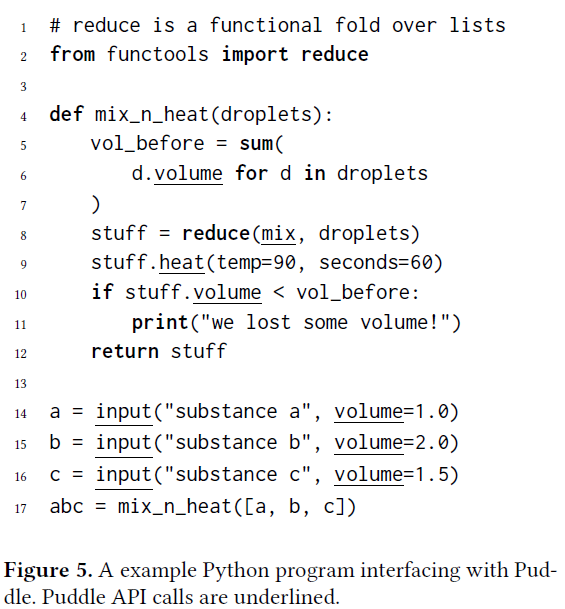 1 # reduce is a functional fold over lists
2 from functools import reduce
3
4 def mix_n_heat(droplets):
5     vol_before = sum(
6         d.volume for d in droplets
7     )
8     stuff = reduce(mix, droplets)
9     stuff.heat(temp=90, seconds=60)
10     if stuff.volume < vol_before:
11         print("we lost some volume!")
12     return stuff
13
14 a = input("substance a", volume=1.0)
15 b = input("substance b", volume=2.0)
16 c = input("substance c", volume=1.5)
17 abc = mix_n_heat([a, b, c])
Figure 5. A example Python program interfacing with Pud-
dle. Puddle API calls are underlined.